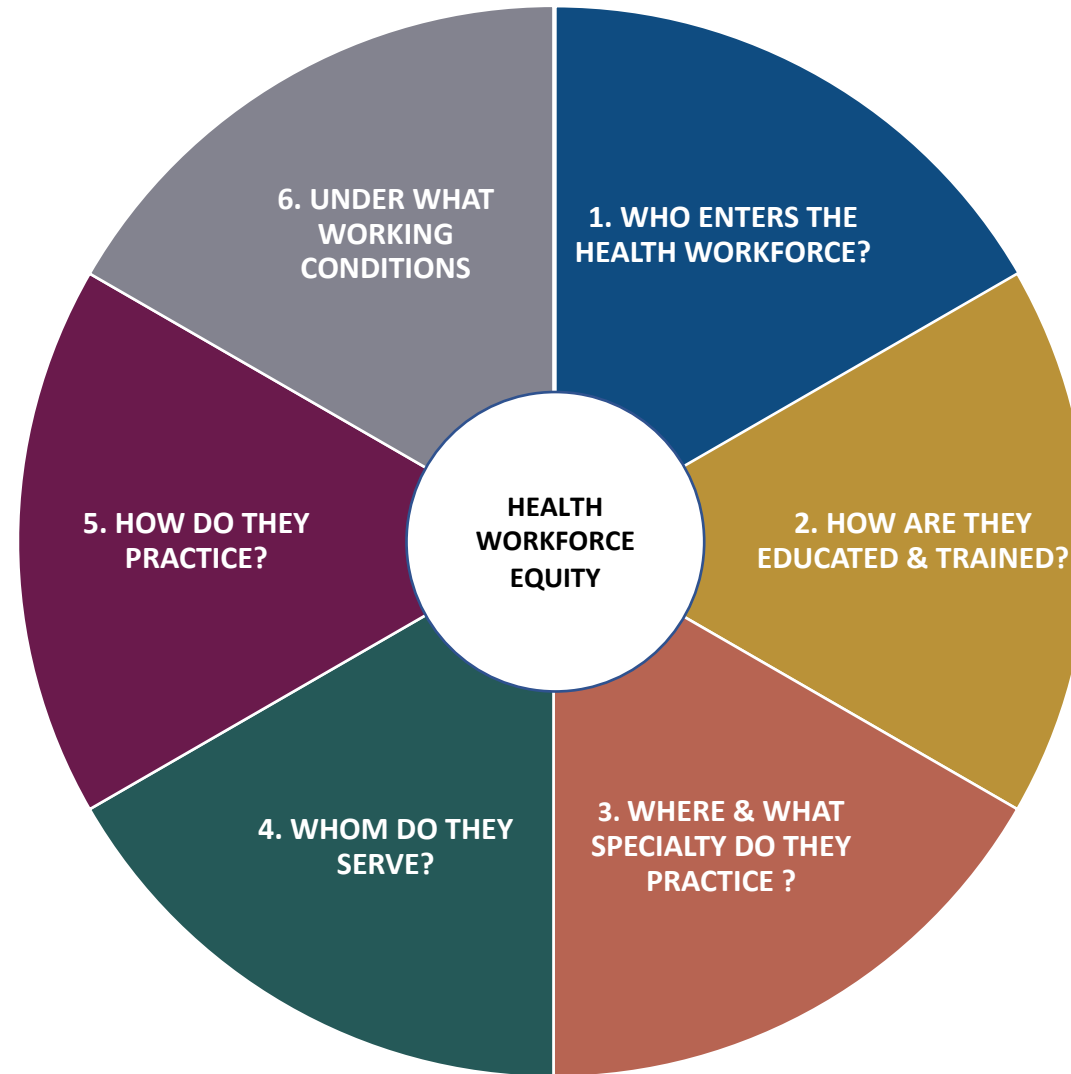 1. WHO ENTERS THE
HEALTH WORKFORCE?
2. HOW ARE THEY
EDUCATED & TRAINED?
3. WHERE & WHAT
SPECIALTY DO THEY
PRACTICE ?
4. WHOM DO THEY
SERVE?
5. HOW DO THEY
PRACTICE?
6. UNDER WHAT
WORKING
CONDITIONS
HEALTH
WORKFORCE
EQUITY